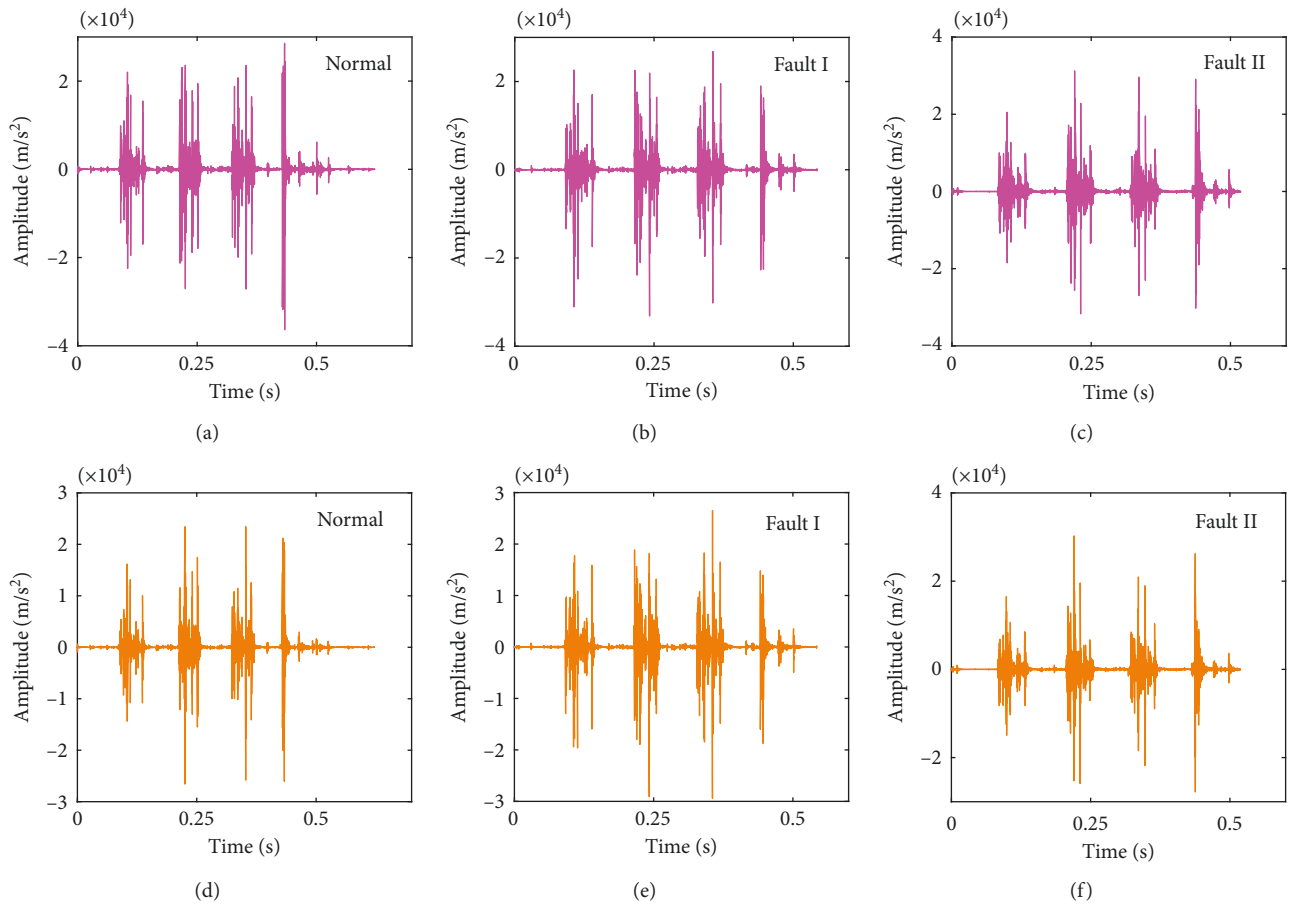 (×10⁴)
Normal
Amplitude (m/s²)
2
0
−2
−4
0
0.25
0.5
Time (s)
(a)
(×10⁴)
Fault I
Amplitude (m/s²)
2
0
−2
−4
0
0.25
0.5
Time (s)
(b)
(×10⁴)
Fault II
Amplitude (m/s²)
4
2
0
−2
−4
0
0.25
0.5
Time (s)
(c)
(×10⁴)
Normal
Amplitude (m/s²)
3
2
1
0
−1
−2
−3
0
0.25
0.5
Time (s)
(d)
(×10⁴)
Fault I
Amplitude (m/s²)
3
2
1
0
−1
−2
−3
0
0.25
0.5
Time (s)
(e)
(×10⁴)
Fault II
Amplitude (m/s²)
4
2
0
−2
0
0.25
0.5
Time (s)
(f)